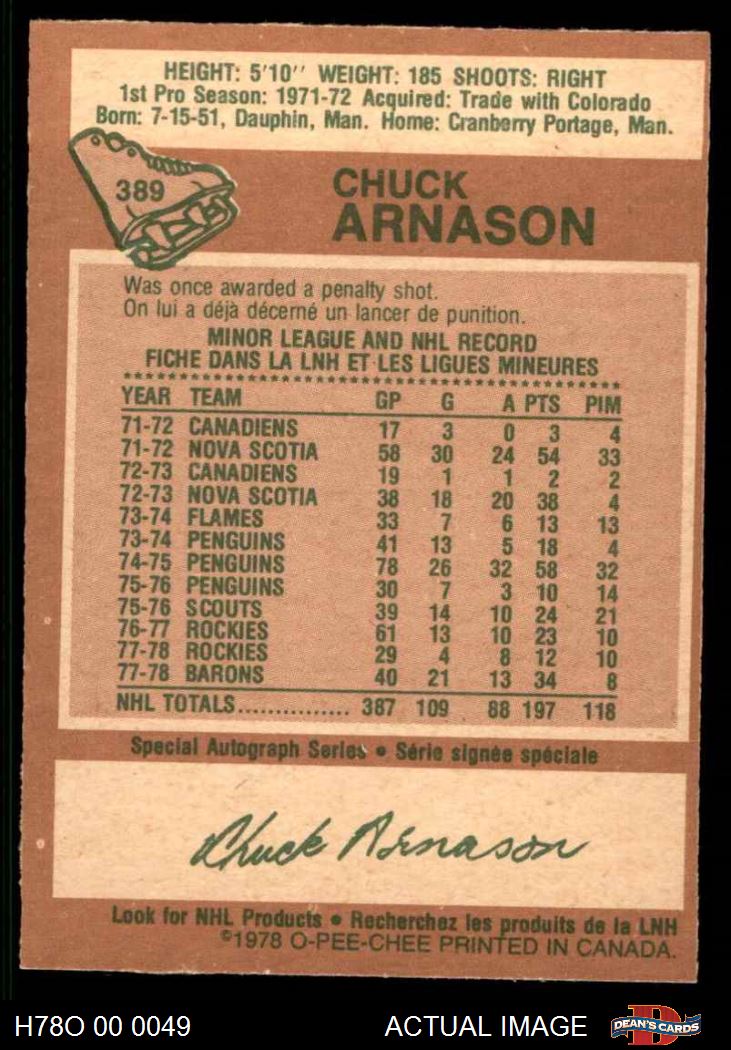 HEIGHT: 5'10'' WEIGHT: 185 SHOOTS: RIGHT
1st Pro Season: 1971-72 Acquired: Trade with Colorado
Born: 7-15-51, Dauphin, Man. Home: Cranberry Portage, Man.
389
CHUCK
ARNASON
Was once awarded a penalty shot.
On lui a déjà décerné un lancer de punition.
MINOR LEAGUE AND NHL RECORD
FICHE DANS LA LNH ET LES LIGUES MINEURES
YEAR TEAM GP G A PTS PIM
71-72 CANADIENS 17 3 0 3 4
71-72 NOVA SCOTIA 58 30 24 54 33
72-73 CANADIENS 19 1 1 2 2
72-73 NOVA SCOTIA 38 18 20 38 4
73-74 FLAMES 33 7 6 13 13
73-74 PENGUINS 41 13 5 18 4
74-75 PENGUINS 78 26 32 58 32
75-76 PENGUINS 30 7 3 10 14
75-76 SCOUTS 39 14 10 24 21
76-77 ROCKIES 61 13 10 23 10
77-78 ROCKIES 29 4 8 12 10
77-78 BARONS 40 21 13 34 8
NHL TOTALS............... 387 109 88 197 118
Special Autograph Series • Série signée spéciale
Chuck Arnason
Look for NHL Products • Recherchez les produits de la LNH
©1978 O-PEE-CHEE PRINTED IN CANADA.
H78O 00 0049 ACTUAL IMAGE D DEAN'S CARDS